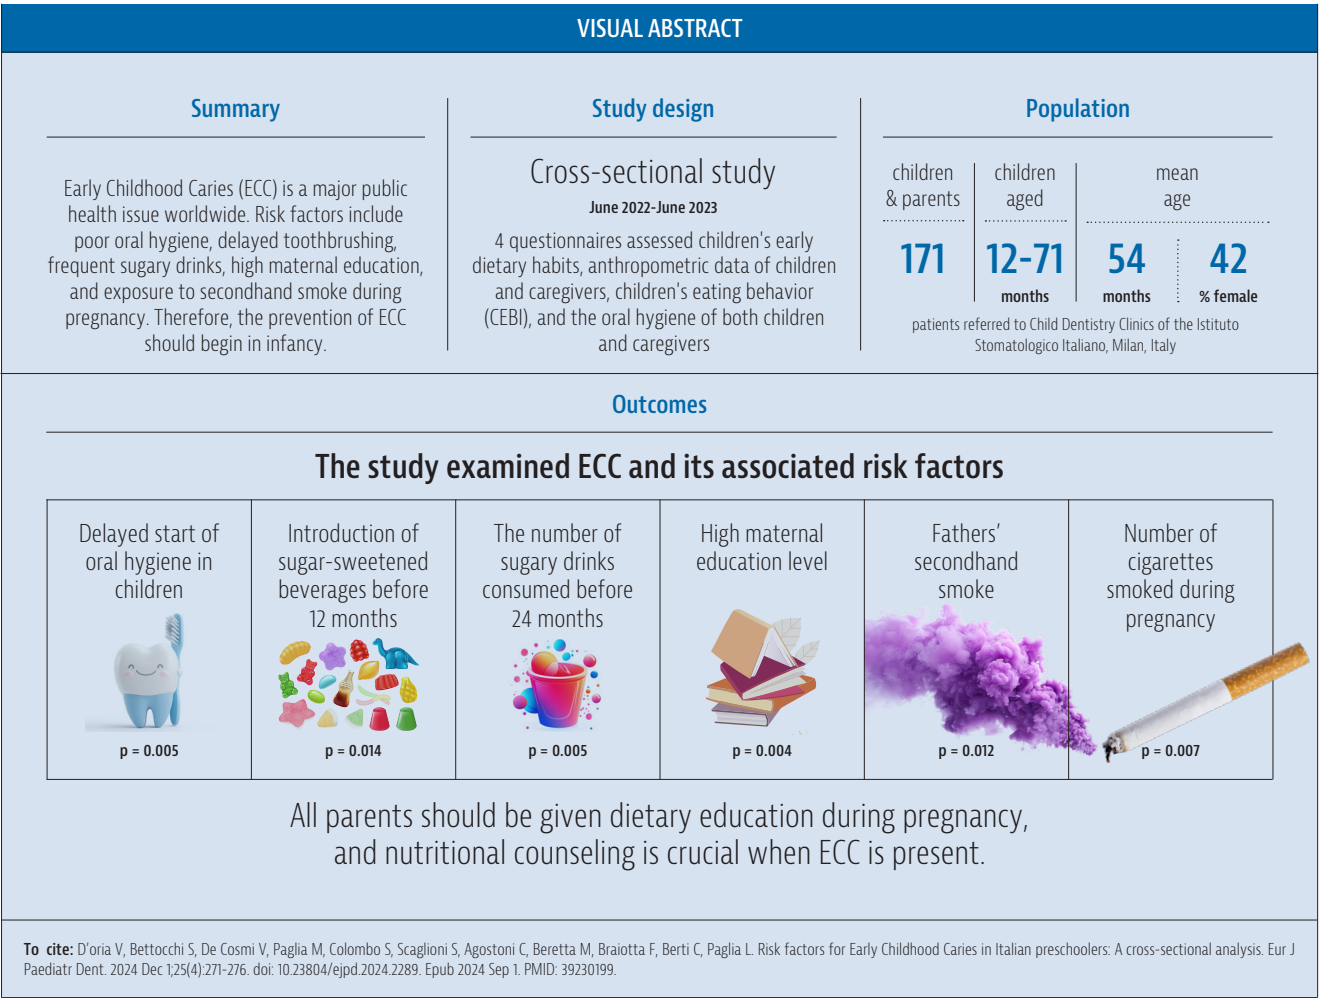 VISUAL ABSTRACT
Summary
Early Childhood Caries (ECC) is a major public
health issue worldwide. Risk factors include
poor oral hygiene, delayed toothbrushing,
frequent sugary drinks, high maternal education,
and exposure to secondhand smoke during
pregnancy. Therefore, the prevention of ECC
should begin in infancy.
Study design
Cross-sectional study
June 2022-June 2023
4 questionnaires assessed children's early
dietary habits, anthropometric data of children
and caregivers, children's eating behavior
(CEBI), and the oral hygiene of both children
and caregivers
Population
children
& parents
171
children
aged
12-71
months
mean
age
54
months
42
% female
patients referred to Child Dentistry Clinics of the Istituto
Stomatologico Italiano, Milan, Italy
Outcomes
The study examined ECC and its associated risk factors
Delayed start of
oral hygiene in
children
p = 0.005
Introduction of
sugar-sweetened
beverages before
12 months
p = 0.014
The number of
sugary drinks
consumed before
24 months
p = 0.005
High maternal
education level
p = 0.004
Fathers'
secondhand
smoke
p = 0.012
Number of
cigarettes
smoked during
pregnancy
p = 0.007
All parents should be given dietary education during pregnancy,
and nutritional counseling is crucial when ECC is present.
To cite: D'oria V, Bettocchi S, De Cosmi V, Paglia M, Colombo S, Scaglioni S, Agostoni C, Beretta M, Braiotta F, Berti C, Paglia L. Risk factors for Early Childhood Caries in Italian preschoolers: A cross-sectional analysis. Eur J
Paediatr Dent. 2024 Dec 1;25(4):271-276. doi: 10.23804/ejpd.2024.2289. Epub 2024 Sep 1. PMID: 39230199.